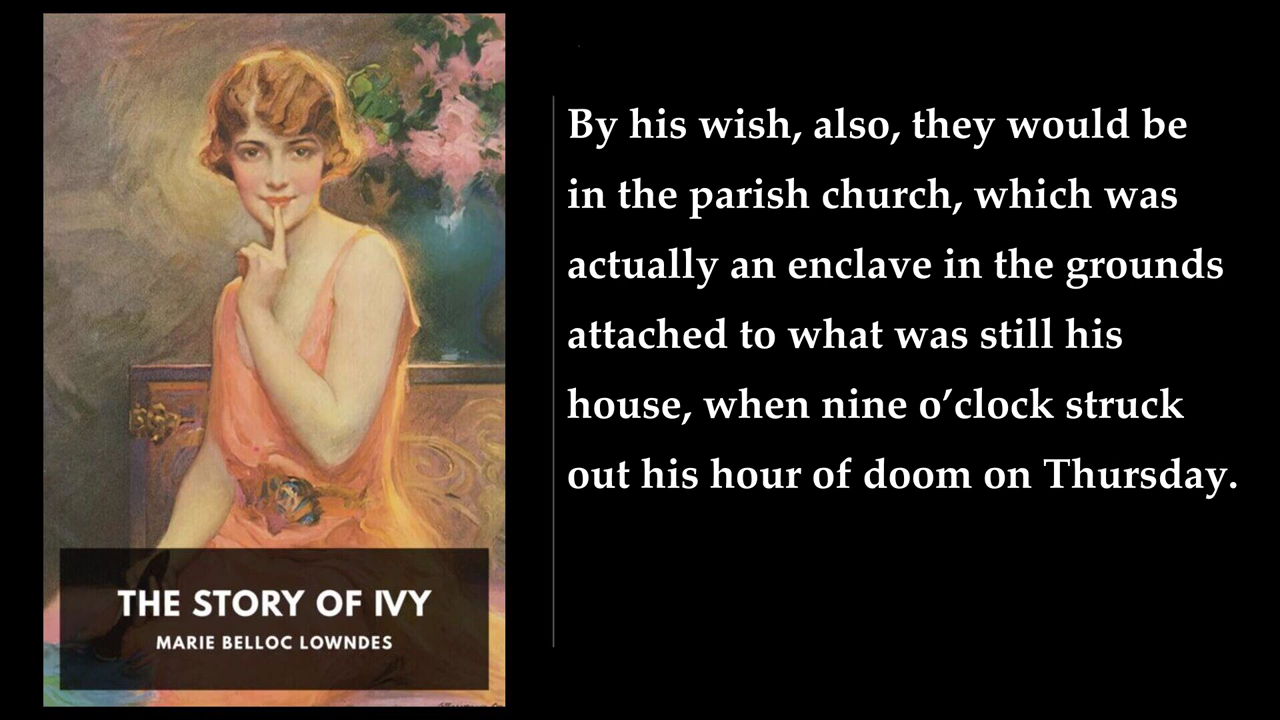 THE STORY OF IVY
MARIE BELLOC LOWNDES
By his wish, also, they would be
in the parish church, which was
actually an enclave in the grounds
attached to what was still his
house, when nine o’clock struck
out his hour of doom on Thursday.